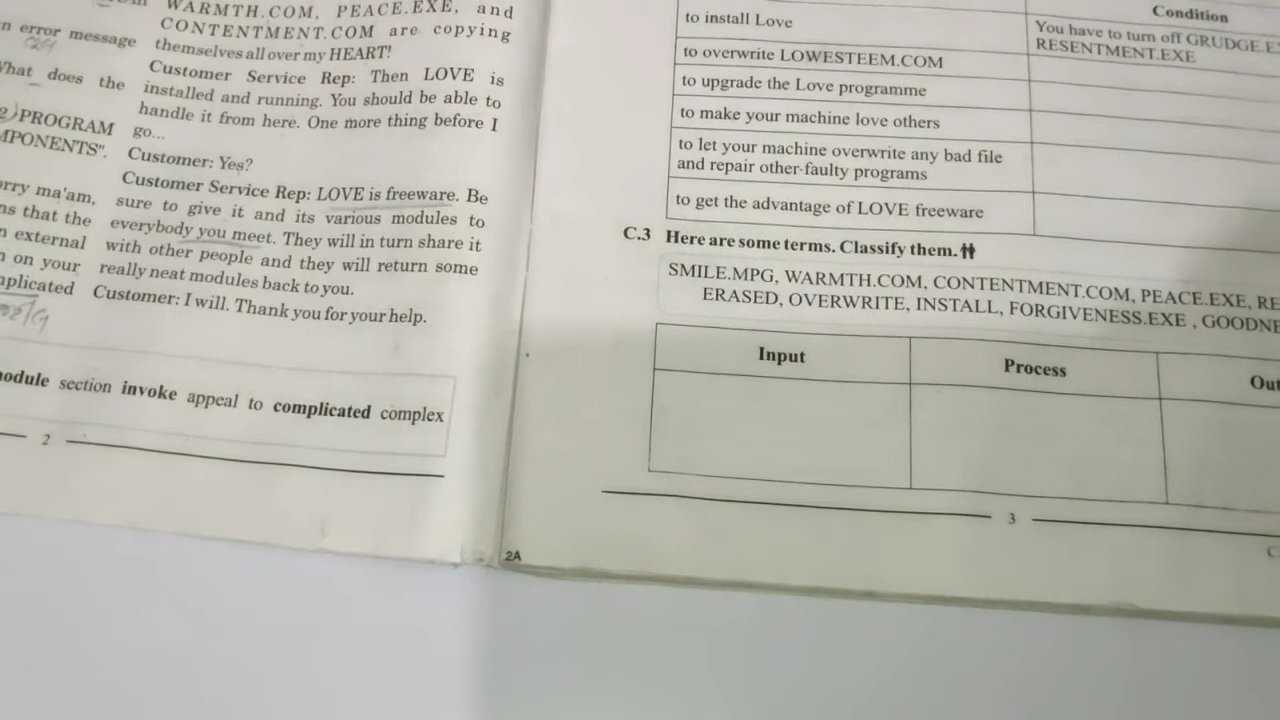 WARMTH.COM, PEACE.EXE, and
CONTENTMENT.COM are copying
themselves all over my HEART!
Customer Service Rep: Then LOVE is
installed and running. You should be able to
handle it from here. One more thing before I
go...
Customer: Yes?
Customer Service Rep: LOVE is freeware. Be
sure to give it and its various modules to
everybody you meet. They will in turn share it
with other people and they will return some
really neat modules back to you.
Customer: I will. Thank you for your help.
n error message
What does the
PROGRAM
MPONENTS".
ma'am,
that the
external
on your
section invoke appeal to complicated complex
2
Condition
to install Love
You have to turn off
RESENTMENT.EXE
to overwrite LOWESTEEM.COM
to upgrade the Love programme
to make your machine love others
to let your machine overwrite any bad file
and repair other faulty programs
to get the advantage of LOVE freeware
C.3 Here are some terms. Classify them.
SMILE.MPG, WARMTH.COM, CONTENTMENT.COM, PEACE.EXE, RE
ERASED, OVERWRITE, INSTALL, FORGIVENESS.EXE , GOODNE
Input Process Out
3
2A